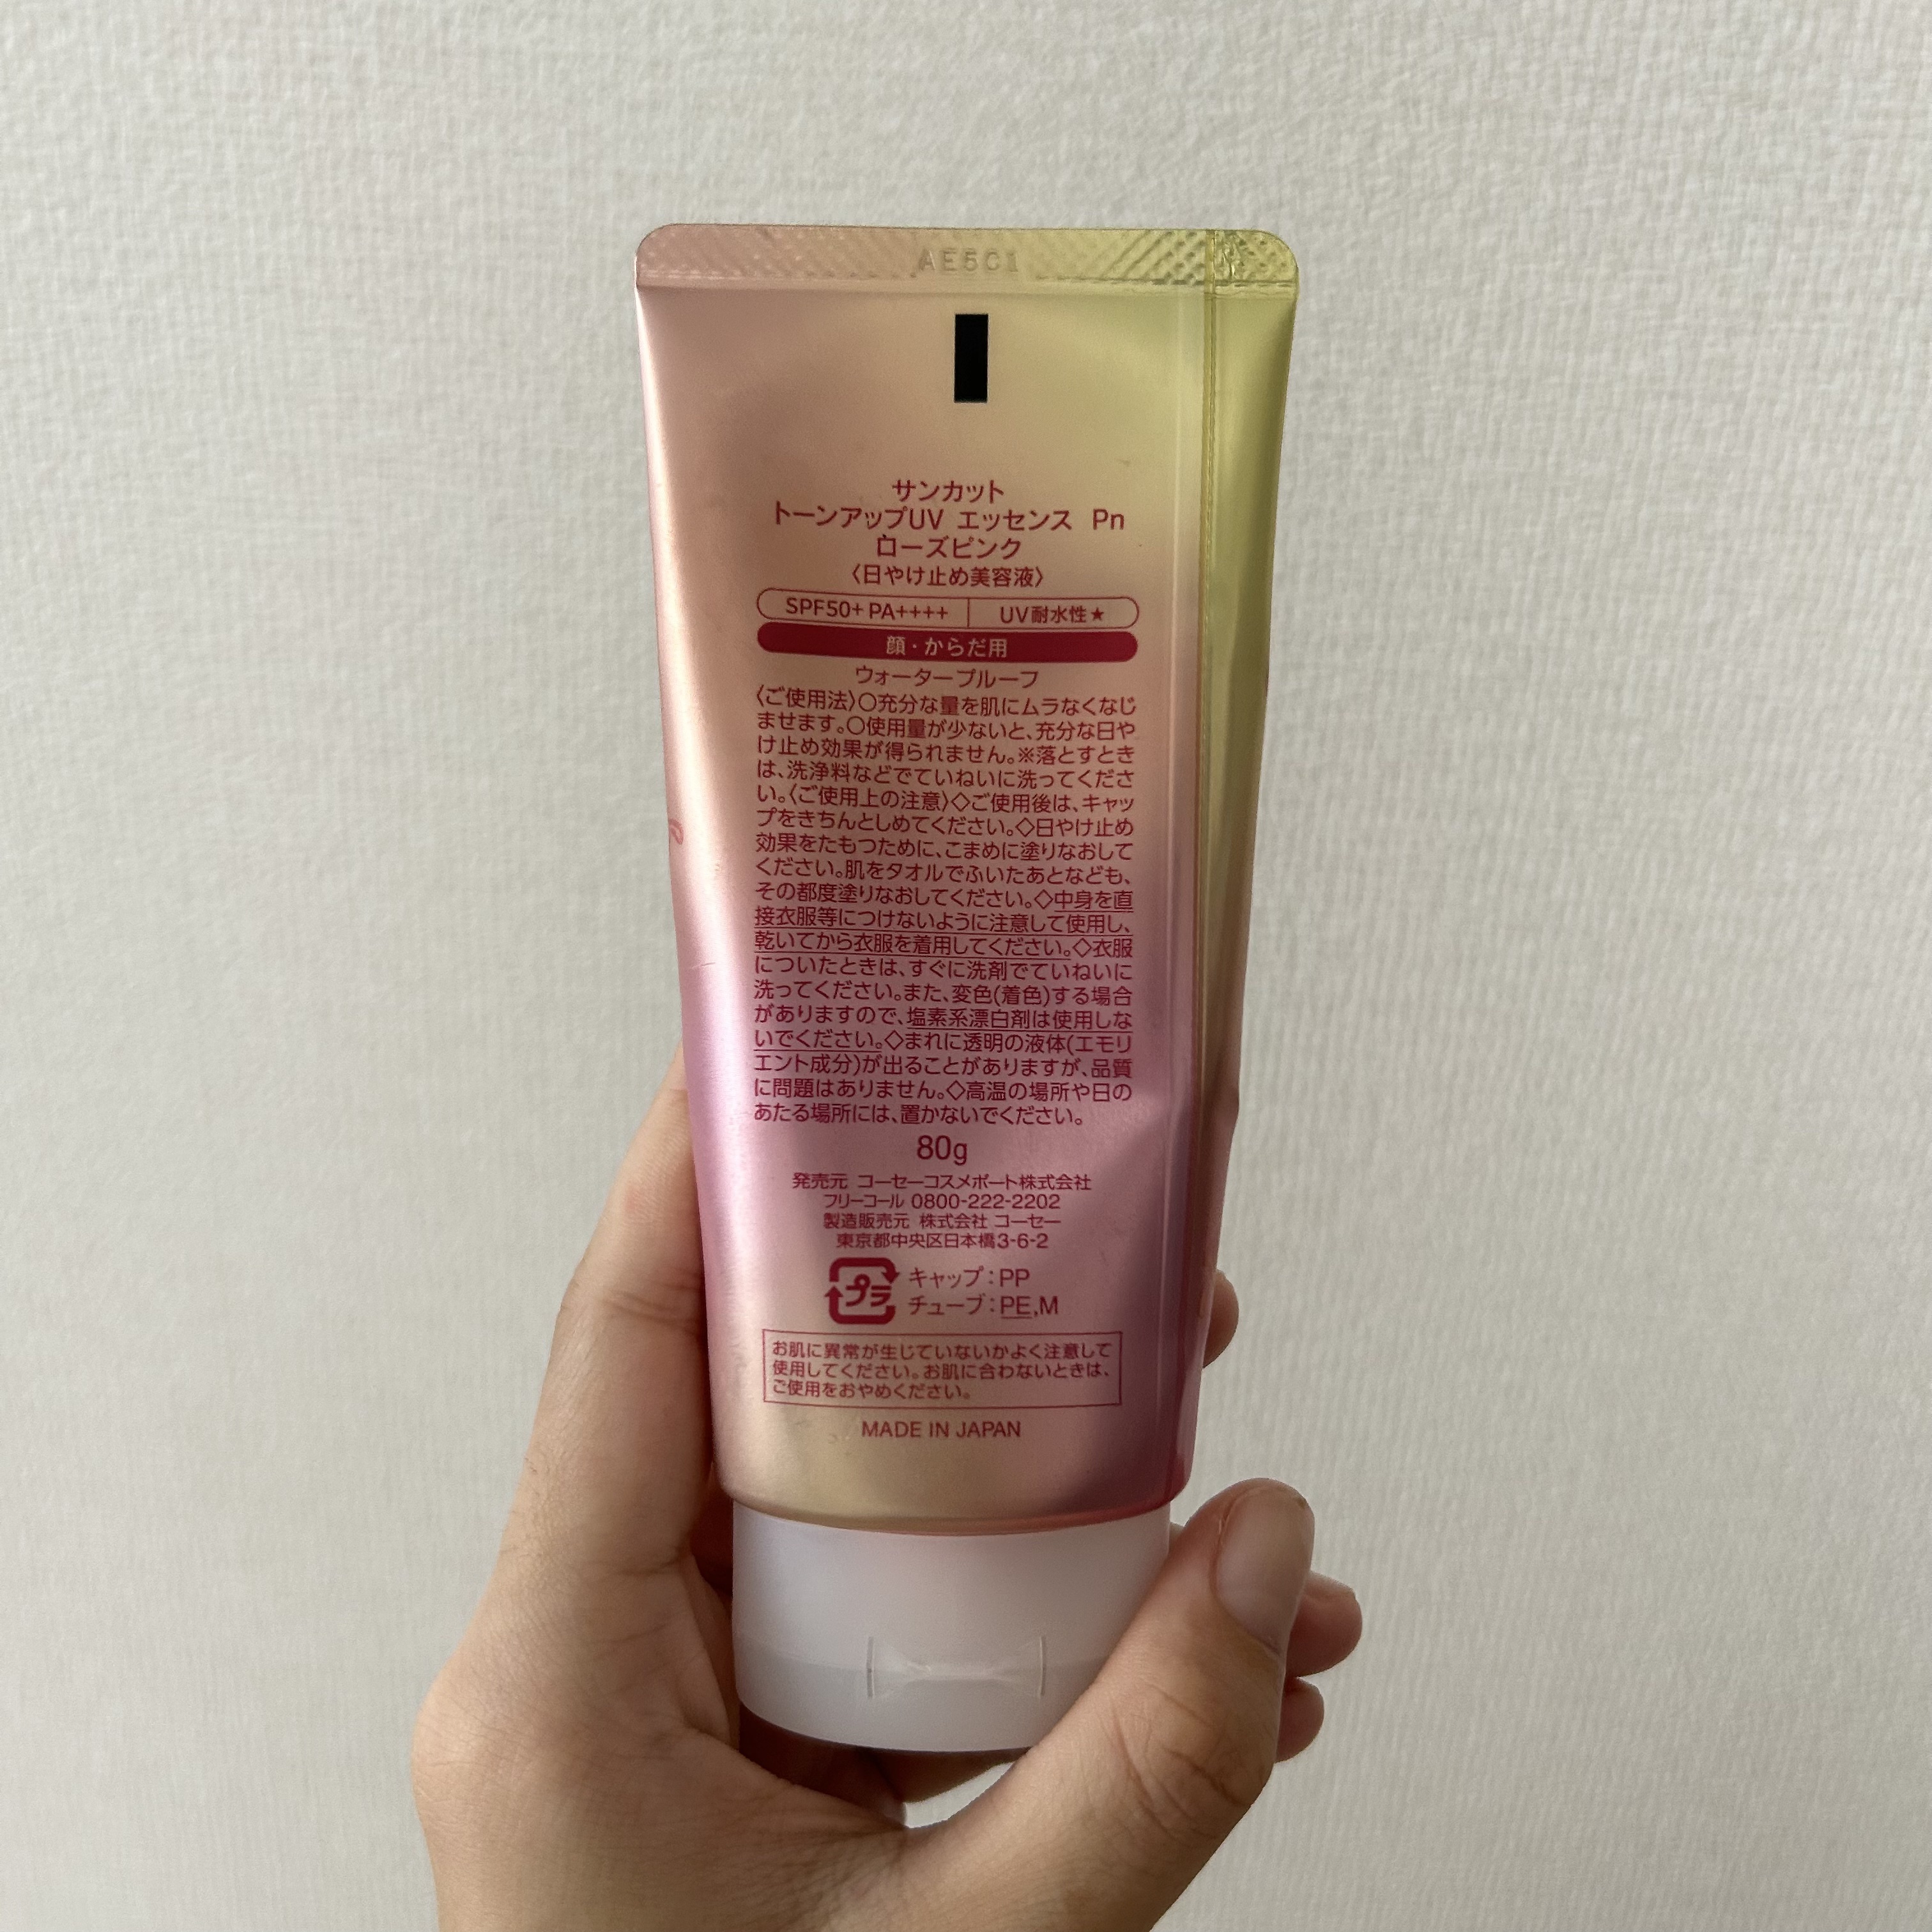 AE5C1
サンカット
トーンアップUV エッセンス Pn
ローズピンク
〈日やけ止め美容液〉
SPF50+ PA++++ UV耐水性★
顔・からだ用
ウォータープルーフ
〈ご使用法〉○充分な量を肌にムラなくなじ
ませます。○使用量が少ないと、充分な日や
け止め効果が得られません。※落とすとき
は、洗浄料などでていねいに洗ってくださ
い。〈ご使用上の注意〉◇ご使用後は、キャッ
プをきちんとしめてください。◇日やけ止め
効果をたもつために、こまめに塗りなおして
ください。肌をタオルでふいたあとなども、
その都度塗りなおしてください。◇中身を直
接衣服等につけないように注意して使用し、
乾いてから衣服を着用してください。◇衣服
についたときは、すぐに洗剤でていねいに
洗ってください。また、変色(着色)する場合
がありますので、塩素系漂白剤は使用しな
いでください。◇まれに透明の液体(エモリ
エント成分)が出ることがありますが、品質
に問題はありません。◇高温の場所や日の
あたる場所には、置かないでください。
80g
発売元 コーセーコスメポート株式会社
フリーコール 0800-222-2202
製造販売元 株式会社 コーセー
東京都中央区日本橋3-6-2
プラ キャップ：PP
チューブ：PE,M
お肌に異常が生じていないかよく注意して
使用してください。お肌に合わないときは、
ご使用をおやめください。
MADE IN JAPAN